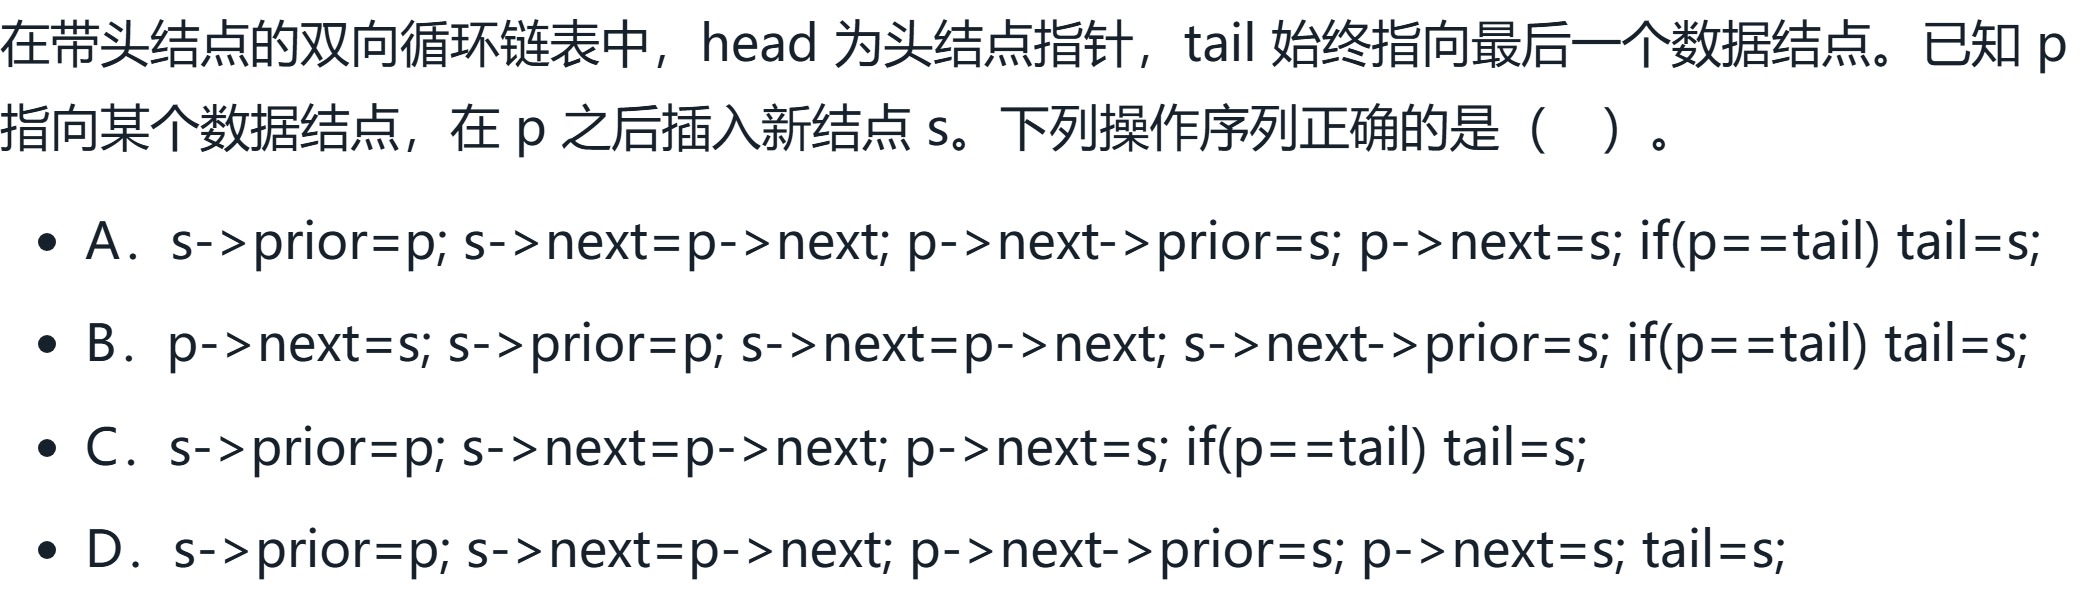 在带头结点的双向循环链表中，head 为头结点指针，tail 始终指向最后一个数据结点。已知 p
指向某个数据结点，在 p 之后插入新结点 s。下列操作序列正确的是（　）。
• A．s->prior=p; s->next=p->next; p->next->prior=s; p->next=s; if(p==tail) tail=s;
• B．p->next=s; s->prior=p; s->next=p->next; s->next->prior=s; if(p==tail) tail=s;
• C．s->prior=p; s->next=p->next; p->next=s; if(p==tail) tail=s;
• D．s->prior=p; s->next=p->next; p->next->prior=s; p->next=s; tail=s;